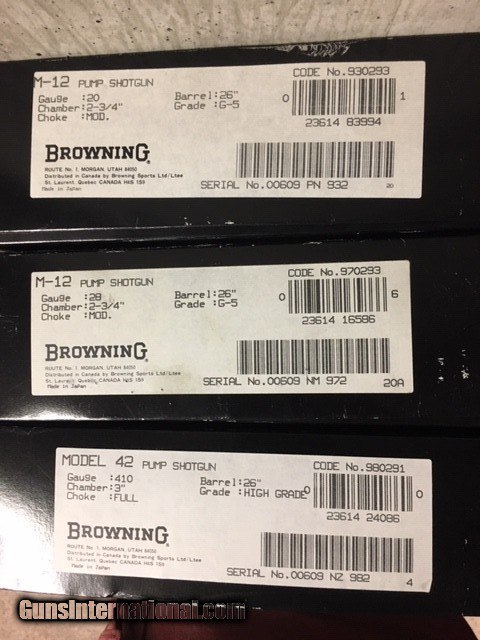 M-12 PUMP SHOTGUN
Gauge :20
Chamber:2-3/4"
Choke :MOD.
Barrel:26"
Grade :G-5
CODE No.930293
0 1
23614 83994
BROWNING.
ROUTE No. 1. MORGAN, UTAH 84050
Distributed in Canada by Browning Sports Ltd/Ltee
St. Laurent, Quebec CANADA H4S 1S9
Made in Japan
SERIAL No.00609 PN 932
20
M-12 PUMP SHOTGUN
Gauge :28
Chamber:2-3/4"
Choke :MOD.
Barrel:26"
Grade :G-5
CODE No.970293
0 6
23614 16586
BROWNING.
ROUTE No. 1. MORGAN, UTAH 84050
Distributed in Canada by Browning Sports Ltd/Ltee
St. Laurent, Quebec, CANADA H4S 1S9
Made in Japan
SERIAL No.00609 NM 972
20A
MODEL 42 PUMP SHOTGUN
Gauge :410
Chamber:3"
Choke :FULL
Barrel:26"
Grade :HIGH GRADE
CODE No.980291
0 0
23614 24086
BROWNING.
ROUTE No. 1. MORGAN, UTAH 84050
Distributed in Canada by Browning Sports Ltd/Ltee
St. Laurent, Quebec CANADA H4S 1S9
Made in Japan
SERIAL No.00609 NZ 982
4
GunsInternational.com